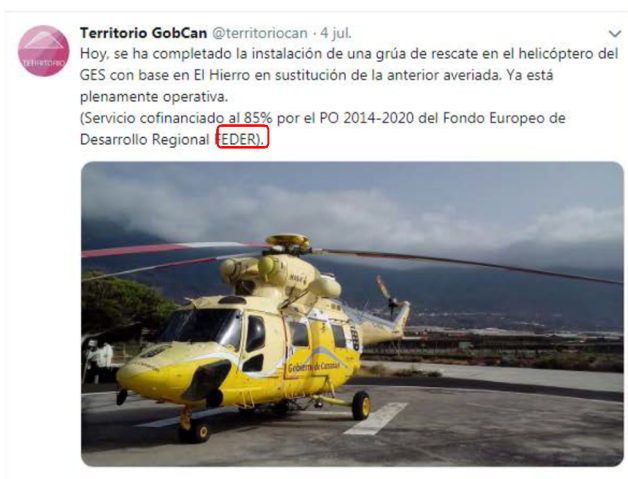 Territorio GobCan @territoriocan · 4 jul.
TERRITORIO
Hoy, se ha completado la instalación de una grúa de rescate en el helicóptero del
GES con base en El Hierro en sustitución de la anterior averiada. Ya está
plenamente operativa.
(Servicio cofinanciado al 85% por el PO 2014-2020 del Fondo Europeo de
Desarrollo Regional FEDER).
Gobierno de Canarias